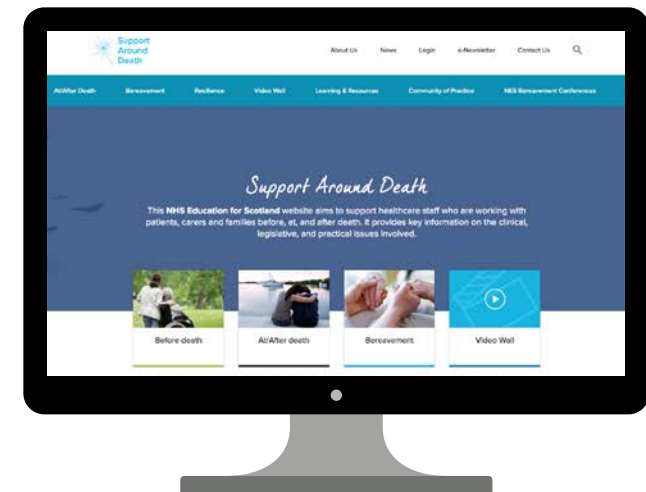 Support
Around
Death
About Us News Login e-Newsletter Contact Us
At/After Death Bereavement Resilience Video Wall Learning & Resources Community of Practice NES Bereavement Conferences
Support Around Death
This NHS Education for Scotland website aims to support healthcare staff who are working with
patients, carers and families before, at, and after death. It provides key information on the clinical,
legislative, and practical issues involved.
Before death At/After death Bereavement Video Wall